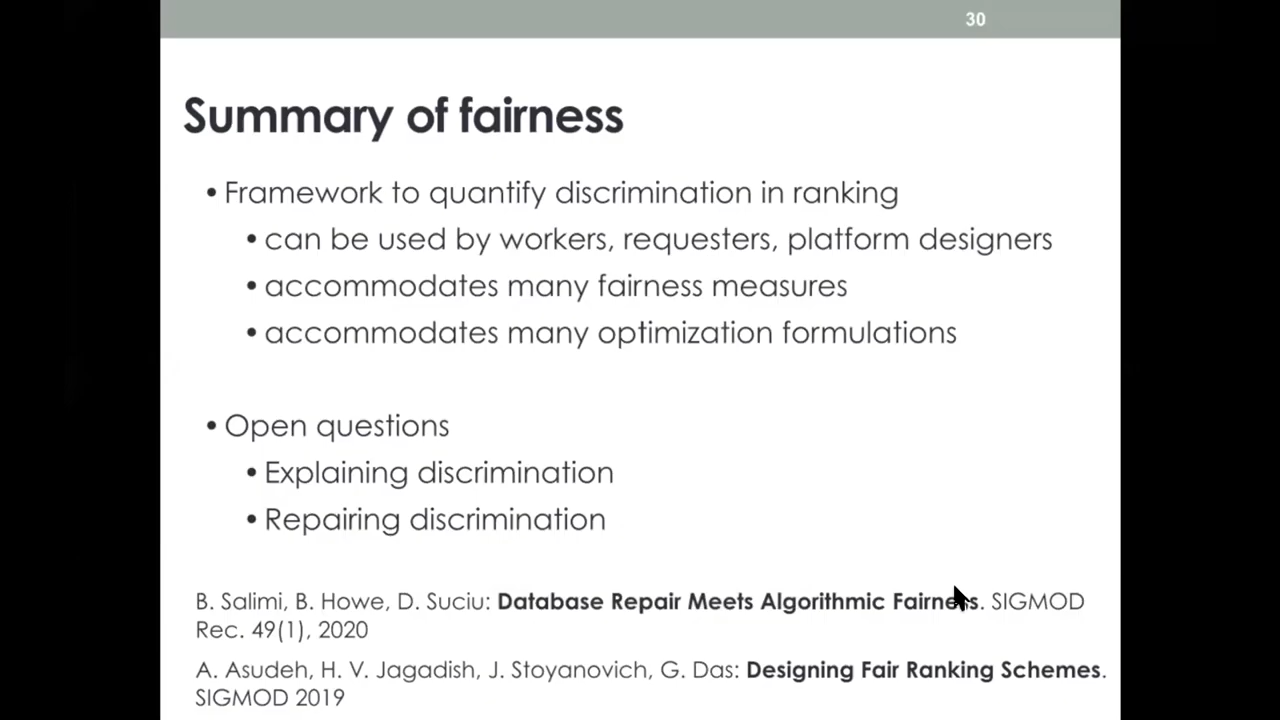 30
Summary of fairness
• Framework to quantify discrimination in ranking
• can be used by workers, requesters, platform designers
• accommodates many fairness measures
• accommodates many optimization formulations
• Open questions
• Explaining discrimination
• Repairing discrimination
B. Salimi, B. Howe, D. Suciu: Database Repair Meets Algorithmic Fairness. SIGMOD
Rec. 49(1), 2020
A. Asudeh, H. V. Jagadish, J. Stoyanovich, G. Das: Designing Fair Ranking Schemes.
SIGMOD 2019